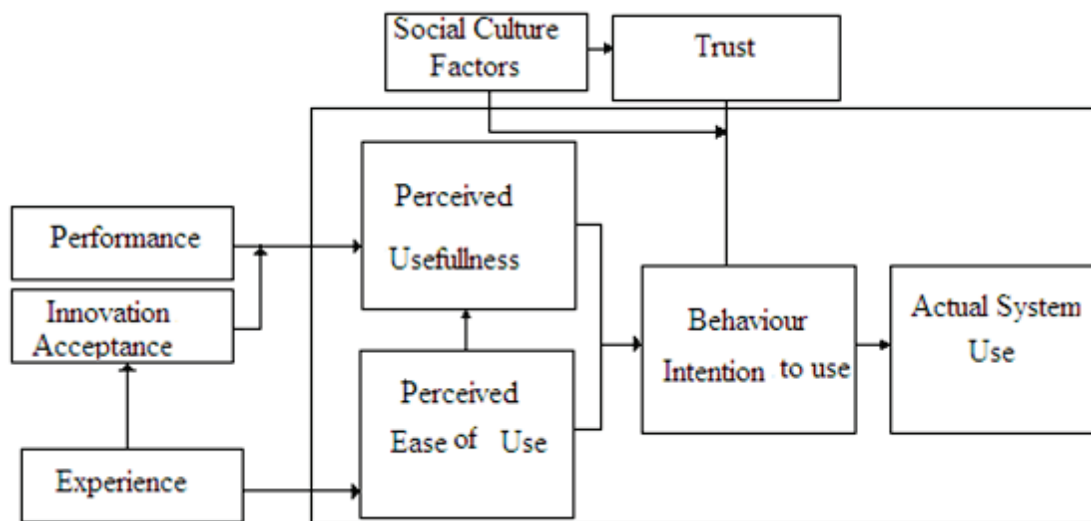 Social Culture
Factors
Trust
Perceived
Usefullness
Performance
Innovation
Acceptance
Perceived
Ease of Use
Experience
Behaviour
Intention to use
Actual System
Use